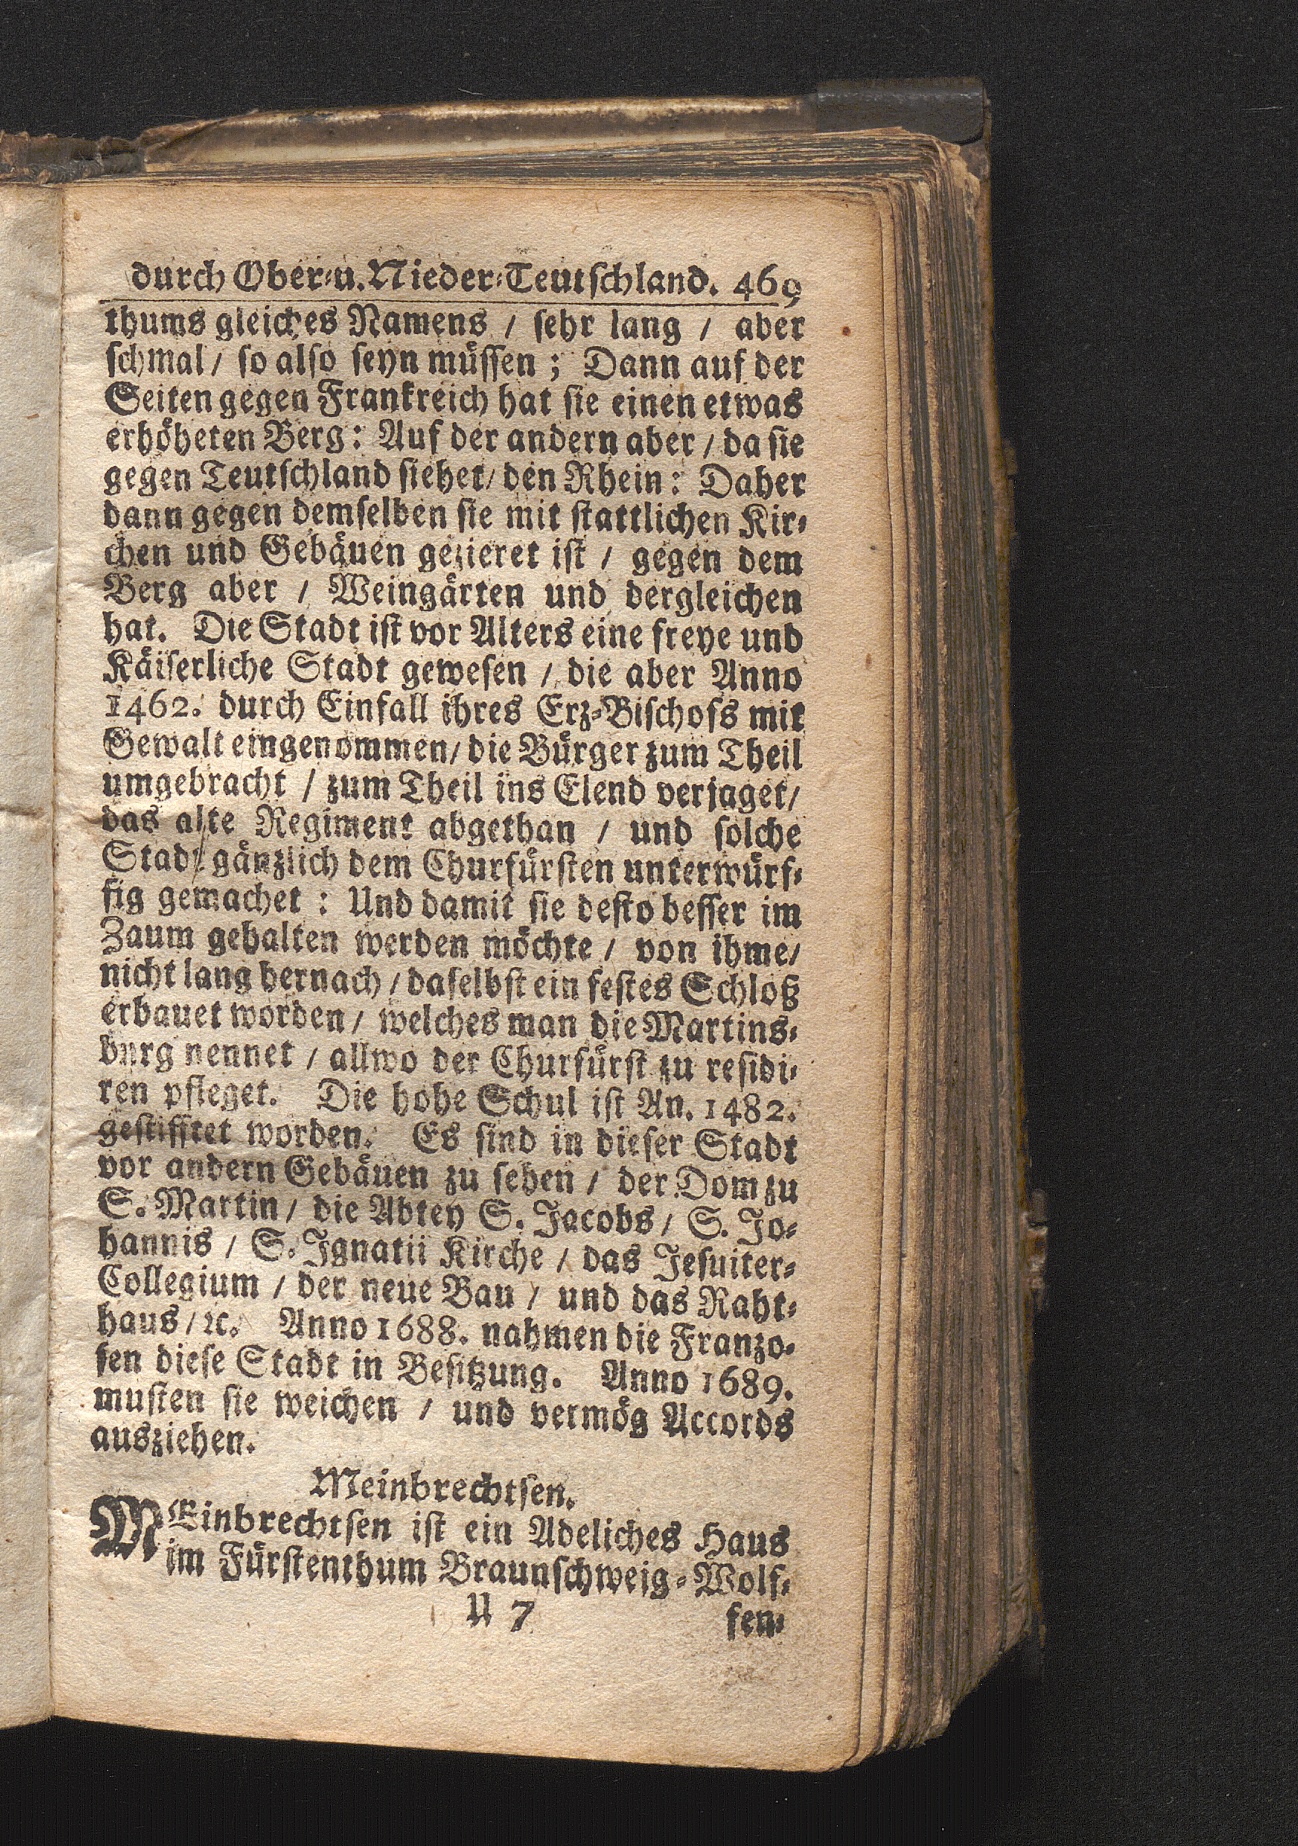 durch Ober-u. Nieder-Teutschland. 469
thums gleiches Namens / sehr lang / aber
schmal / so also seyn müssen; Dann auf der
Seiten gegen Frankreich hat sie einen etwas
erhöheten Berg: Auf der andern aber / da sie
gegen Teutschland siehet / den Rhein: Daher
dann gegen demselben sie mit stattlichen Kir-
chen und Gebäuen gezieret ist / gegen dem
Berg aber / Weingärten und dergleichen
hat. Die Stadt ist vor Alters eine freye und
Käiserliche Stadt gewesen / die aber Anno
1462. durch Einfall ihres Erz-Bischofs mit
Gewalt eingenommen / die Bürger zum Theil
umgebracht / zum Theil ins Elend verjaget /
das alte Regiment abgethan / und solche
Stadt gänzlich dem Churfürsten unterwürf-
fig gemachet: Und damit sie desto besser im
Zaum gehalten werden möchte / von ihme /
nicht lang hernach / daselbst ein festes Schloß
erbauet worden / welches man die Martins-
burg nennet / allwo der Churfürst zu residi-
ren pfleget. Die hohe Schul ist An. 1482.
gestifftet worden. Es sind in dieser Stadt
vor andern Gebäuen zu sehen / der Dom zu
S. Martin / die Abtey S. Jacobs / S. Jo-
hannis / S. Ignatii Kirche / das Jesuiter-
Collegium / der neue Bau / und das Raht-
haus / ꝛc. Anno 1688. nahmen die Franzo-
sen diese Stadt in Besitzung. Anno 1689.
musten sie weichen / und vermög Accords
ausziehen.
Meinbrechtsen.
MEinbrechtsen ist ein Adeliches Haus
im Fürstenthum Braunschweig-Wolf-
U 7 fen-